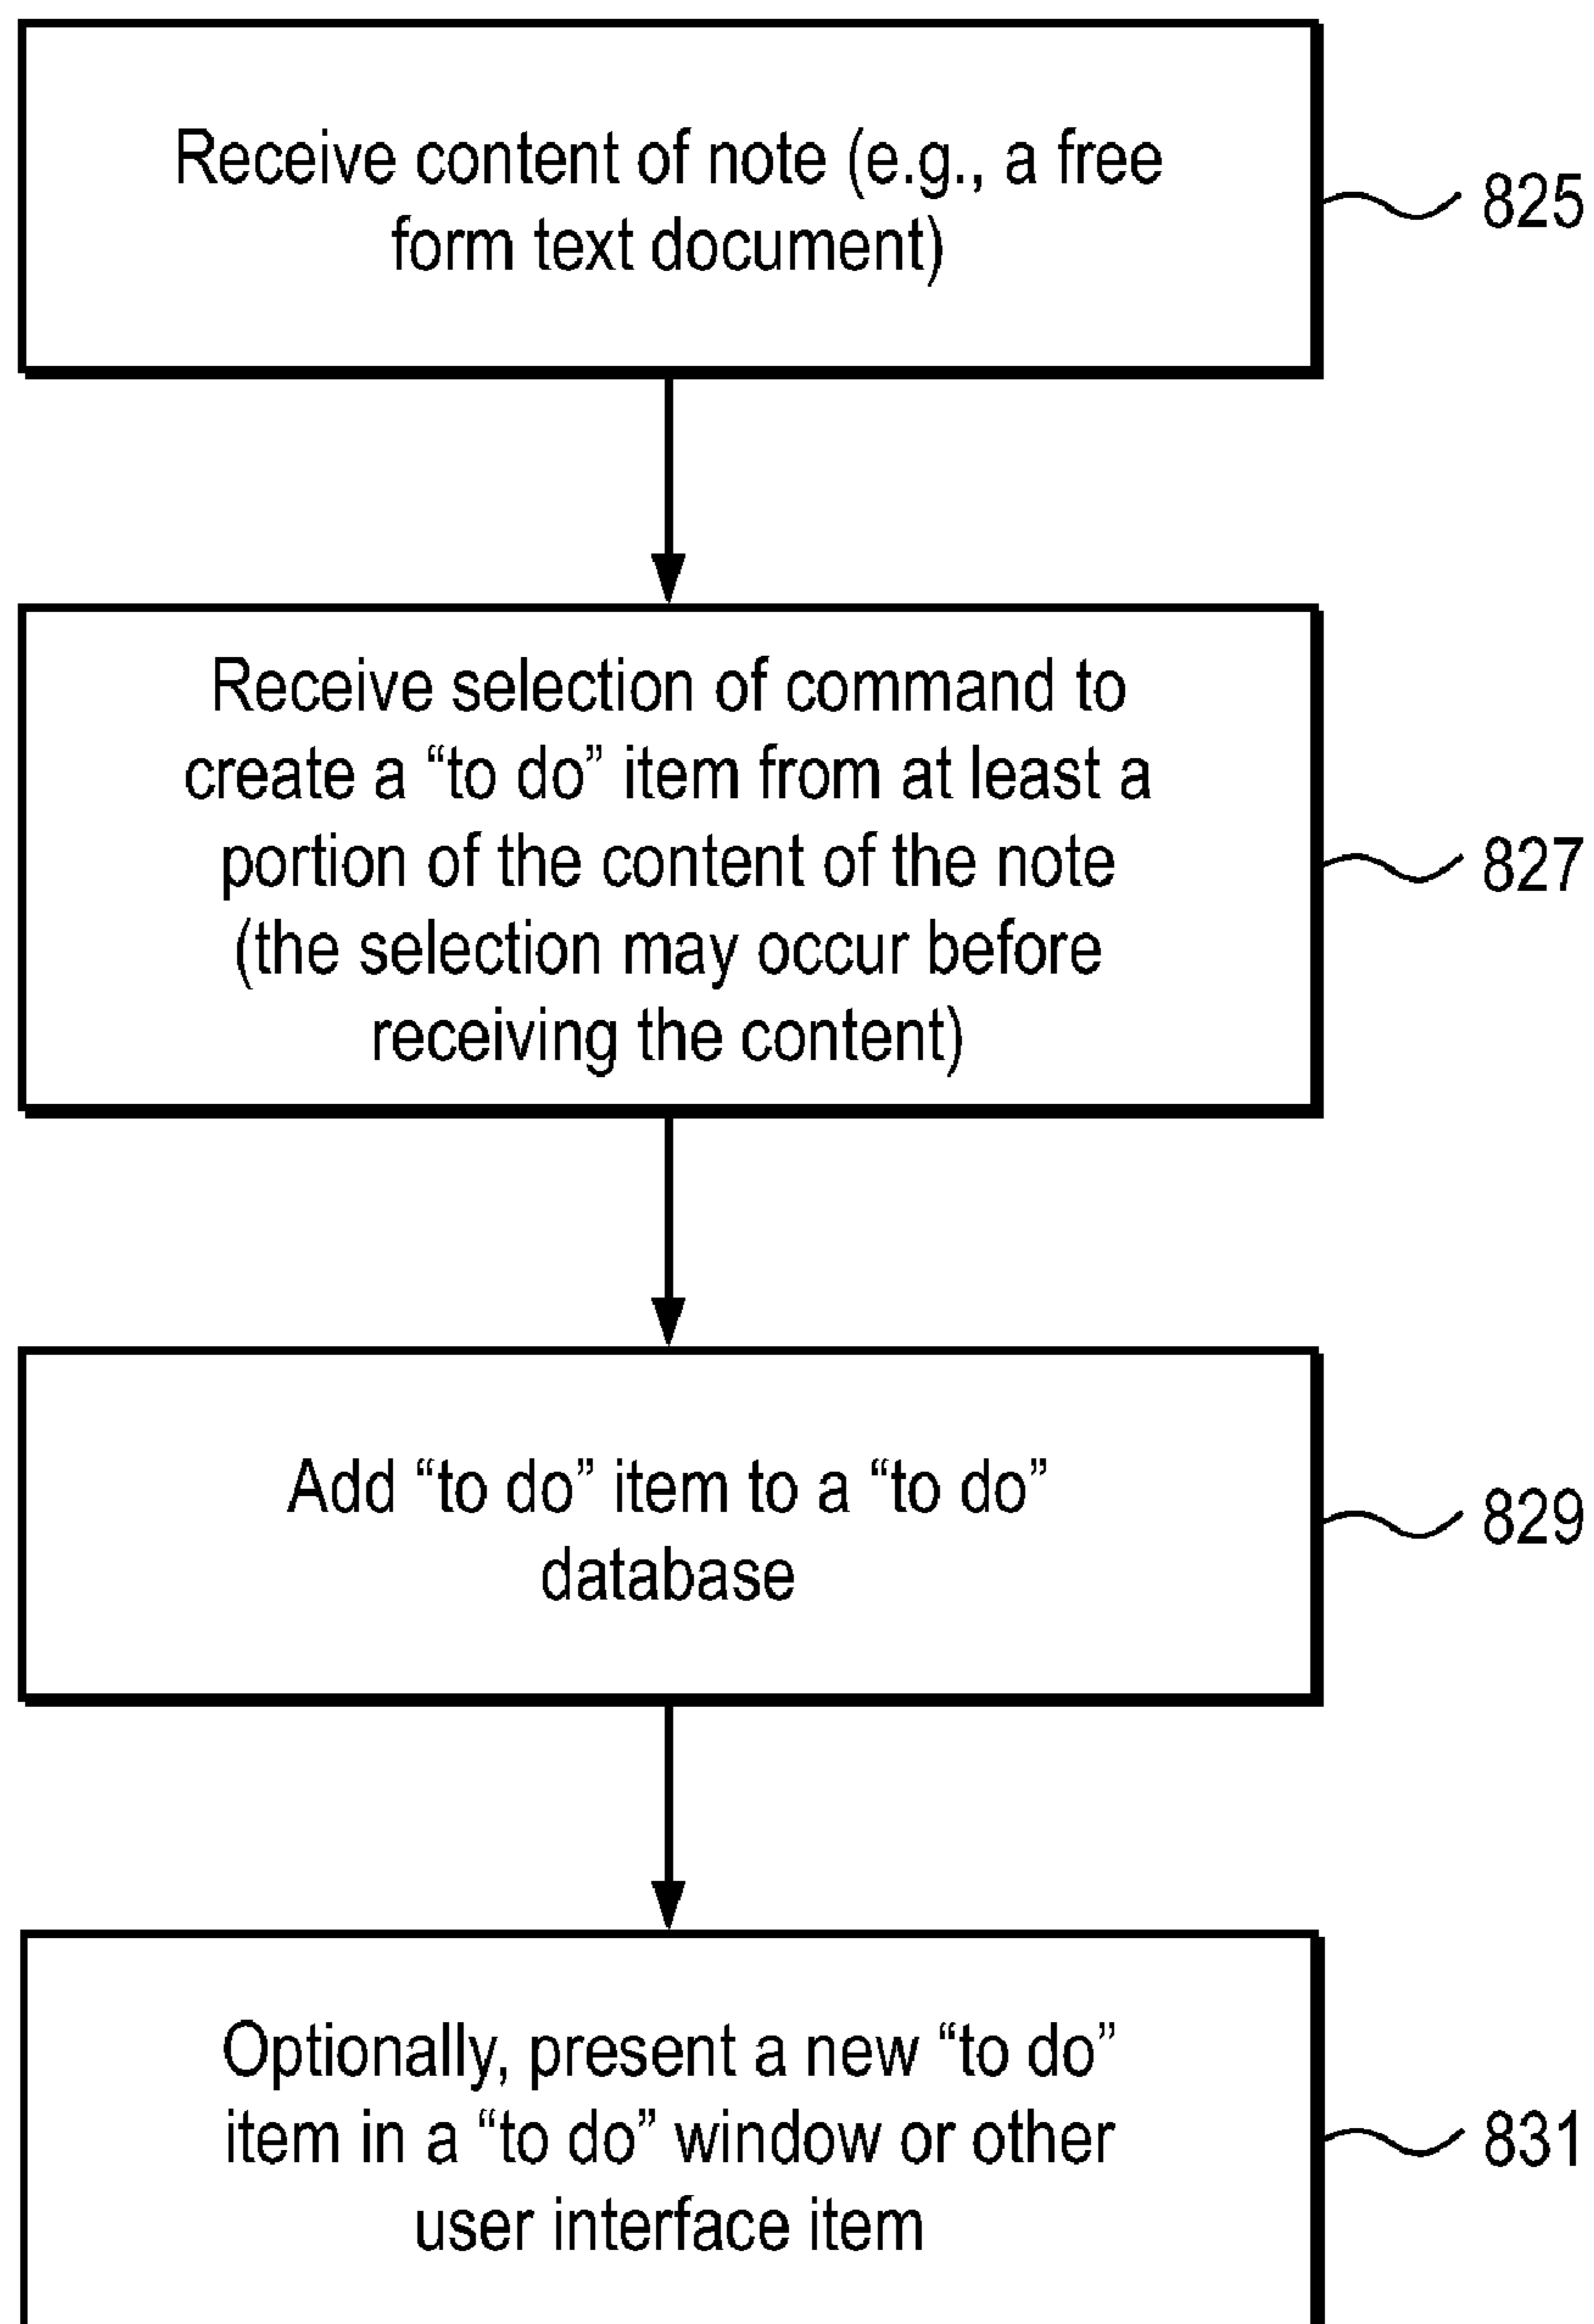 Receive content of note (e.g., a free
form text document)
825
Receive selection of command to
create a “to do” item from at least a
portion of the content of the note
(the selection may occur before
receiving the content)
827
Add “to do” item to a “to do”
database
829
Optionally, present a new “to do”
item in a “to do” window or other
user interface item
831